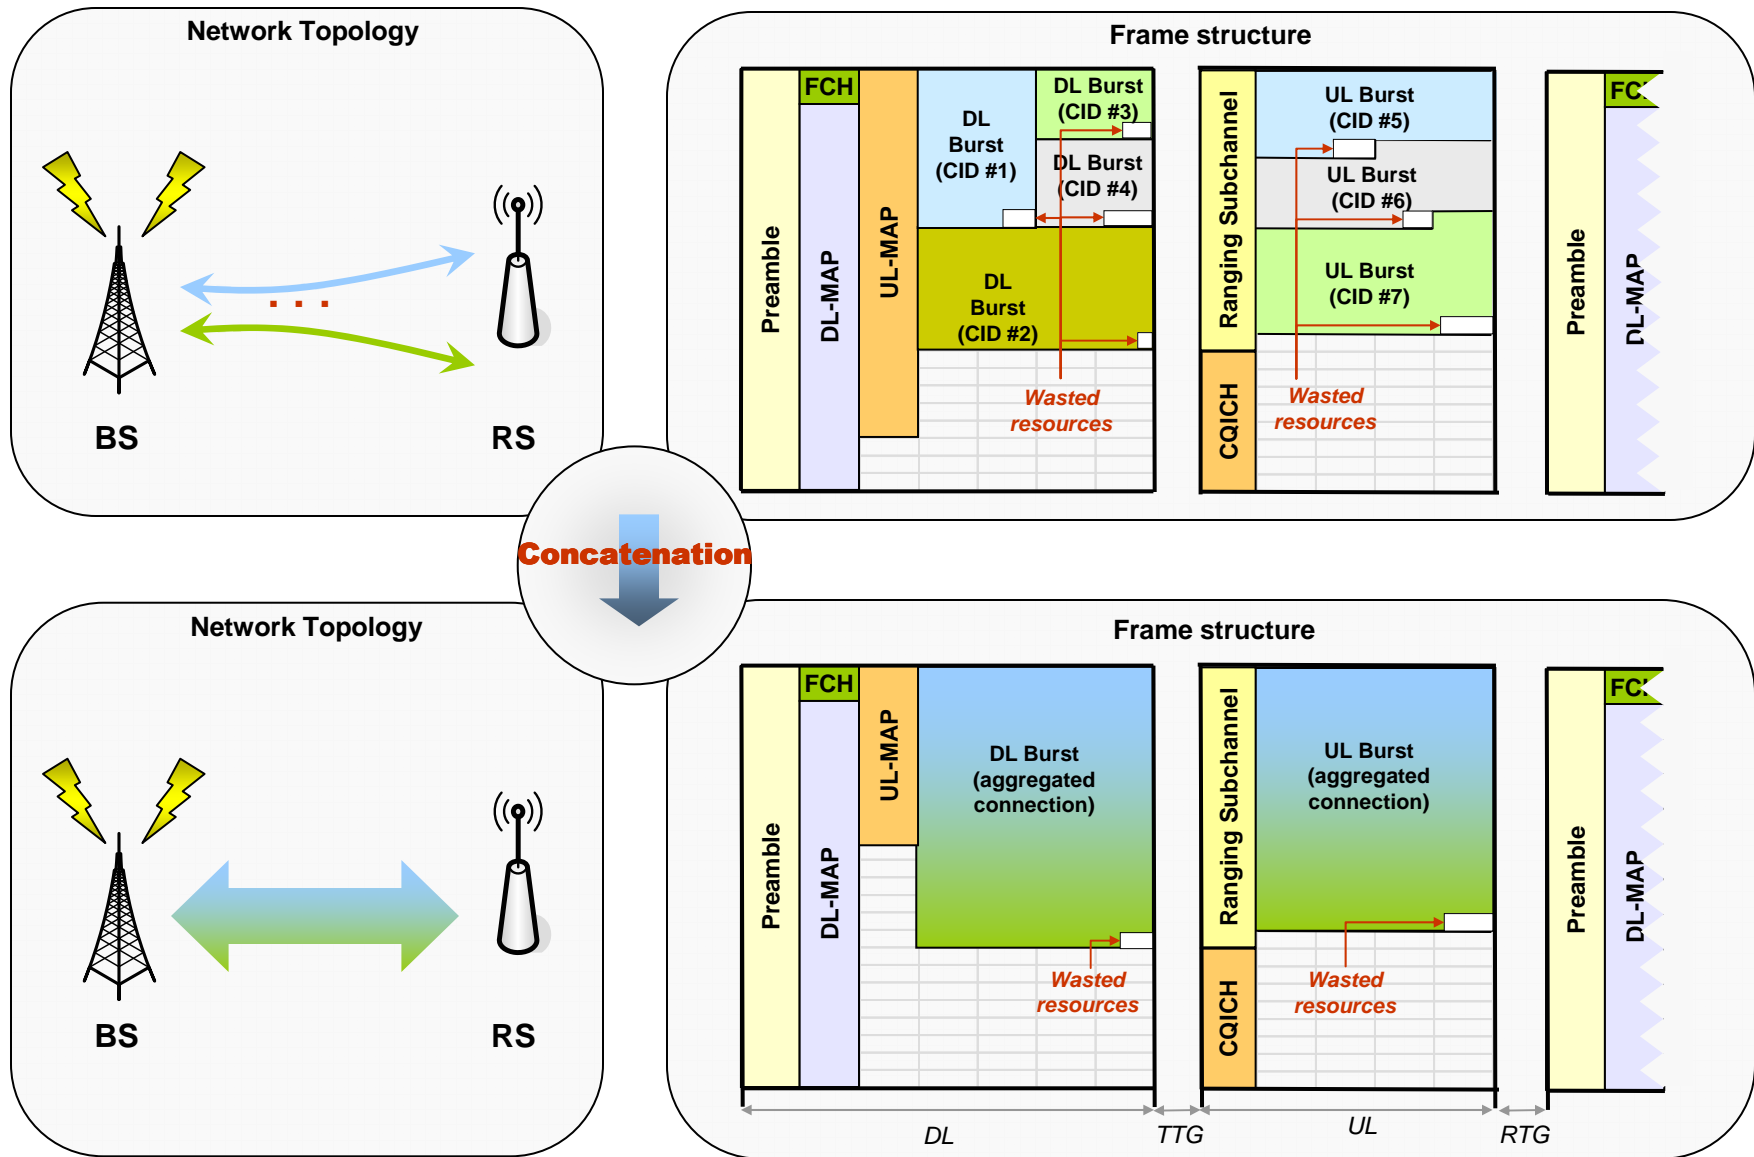 Network Topology
BS
RS
Frame structure
Preamble
FCH
DL-MAP
UL-MAP
DL
Burst
(CID #1)
DL Burst
(CID #3)
DL Burst
(CID #4)
DL
Burst
(CID #2)
Wasted
resources
Ranging Subchannel
CQICH
UL Burst
(CID #5)
UL Burst
(CID #6)
UL Burst
(CID #7)
Wasted
resources
Preamble
DL-MAP
Concatenation
Network Topology
BS
RS
Frame structure
Preamble
FCH
DL-MAP
UL-MAP
DL Burst
(aggregated
connection)
Wasted
resources
Ranging Subchannel
CQICH
UL Burst
(aggregated
connection)
Wasted
resources
Preamble
DL-MAP
DL
TTG
UL
RTG